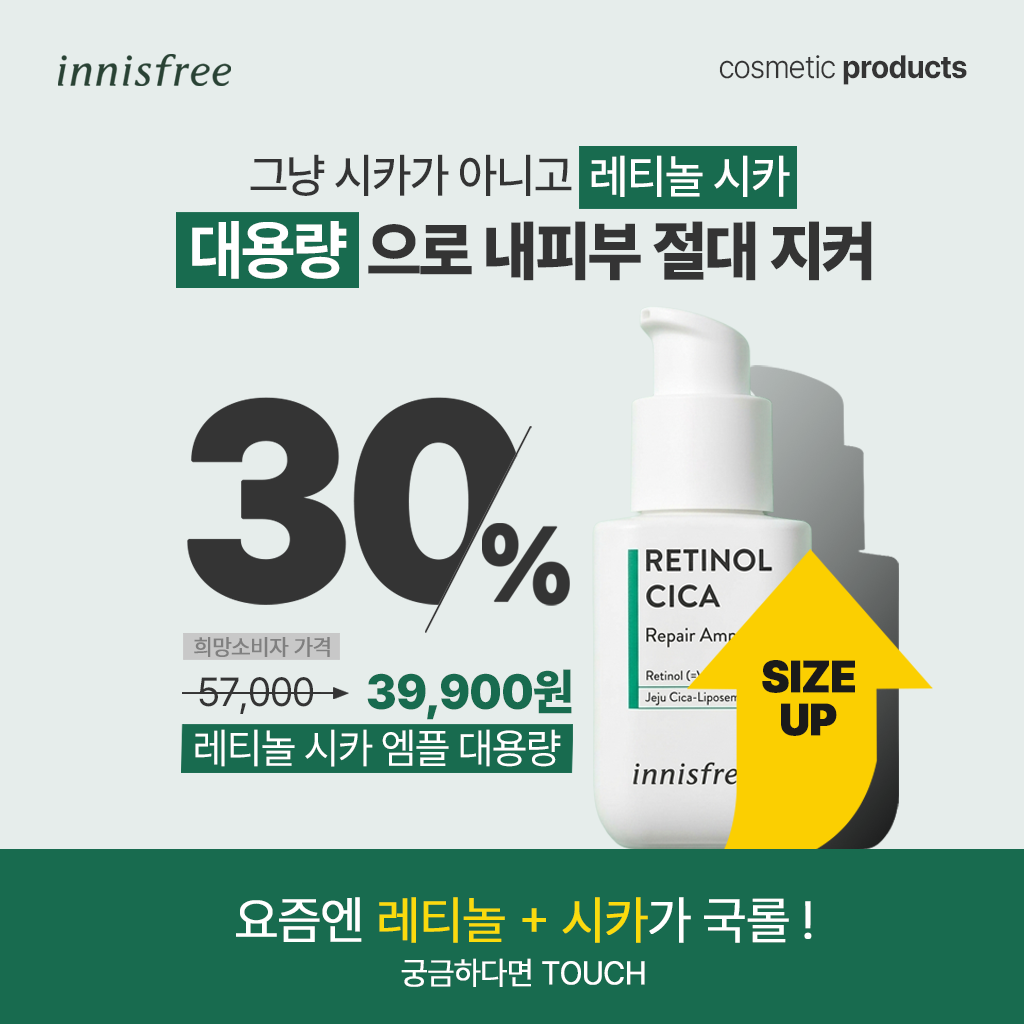 innisfree
cosmetic products
그냥 시카가 아니고 레티놀 시카
대용량 으로 내피부 절대 지켜
30%
희망소비자 가격
57,000 39,900원
레티놀 시카 엠플 대용량
RETINOL
CICA
Repair
Retinol
Jeju Cica-
innisfre
SIZE
UP
요즘엔 레티놀 + 시카가 국롤 !
궁금하다면 TOUCH